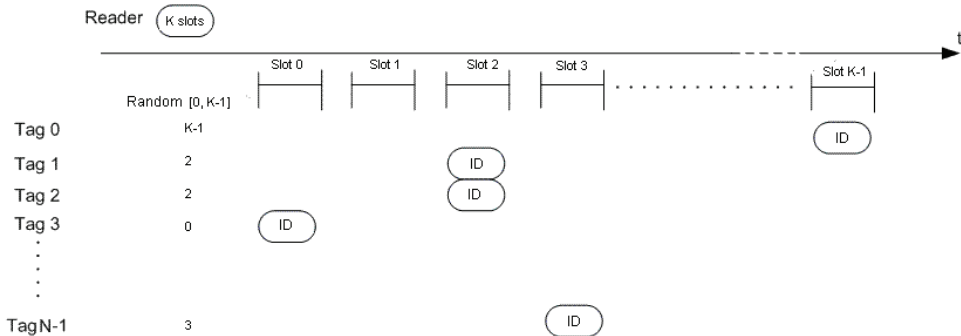 Reader K slots
t
Slot 0 Slot 1 Slot 2 Slot 3 Slot K-1
Random [0, K-1]
Tag 0 K-1 ID
Tag 1 2 ID
Tag 2 2 ID
Tag 3 0 ID
TagN-1 3 ID